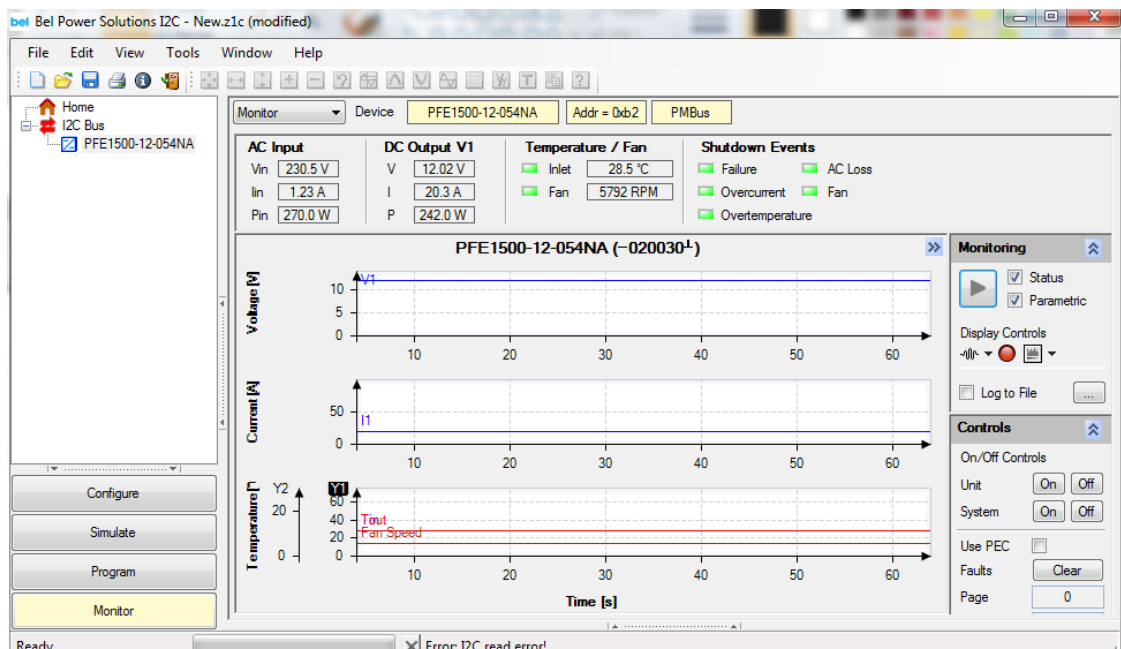 bel Bel Power Solutions I2C - New.z1c (modified)
File Edit View Tools Window Help
Home
I2C Bus
PFE1500-12-054NA
Monitor Device PFE1500-12-054NA Addr = 0xb2 PMBus
AC Input DC Output V1 Temperature / Fan Shutdown Events
Vin 230.5 V V 12.02 V Inlet 28.5 °C Failure AC Loss
Iin 1.23 A I 20.3 A Fan 5792 RPM Overcurrent Fan
Pin 270.0 W P 242.0 W Overtemperature
PFE1500-12-054NA (−020030┴)
Voltage [V]
V1
10
5
0
10 20 30 40 50 60
Current [A]
I1
50
0
10 20 30 40 50 60
Temperature [
Y2 Y1
20
0
60
40
20
0
Fan Speed
10 20 30 40 50 60
Time [s]
Monitoring
Status
Parametric
Display Controls
Log to File ...
Controls
On/Off Controls
Unit On Off
System On Off
Use PEC
Faults Clear
Page 0
Configure
Simulate
Program
Monitor
Ready Error: I2C read error!